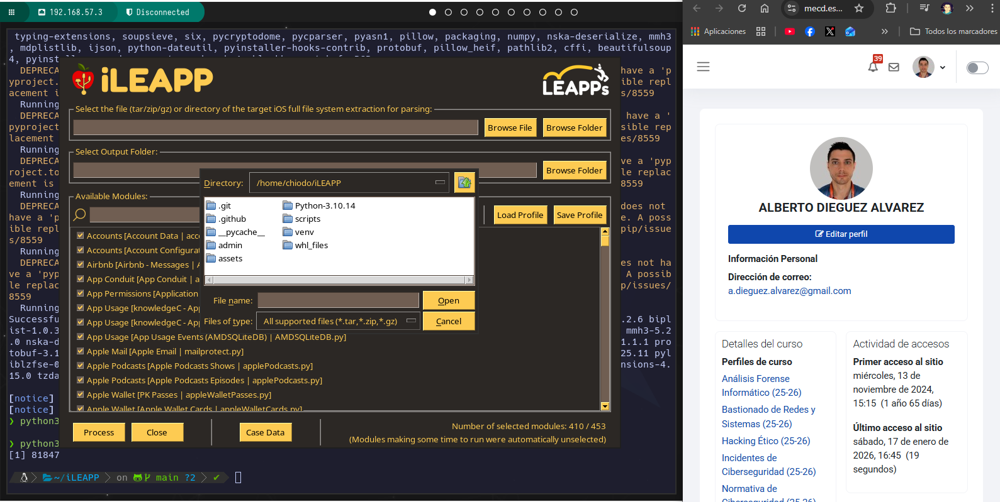 192.168.57.3
Disconnected
typing-extensions, soupsieve, six, pycryptodome, pycparser, pyasn1, pillow, packaging, numpy, nska-deserialize, mmh3
, mdplistlib, ijson, python-dateutil, pyinstaller-hooks-contrib, protobuf, pillow_heif, pathlib2, cffi, beautifulsoup
4, pyinst
DEPRECA
have a 'p
yproject.
ible repl
acement i
s/8559
Running
DEPRECA
have a '
pyproject
sible rep
lacement
es/8559
Running
DEPRECA
ve a 'pyp
roject.to
le replac
ement is
8559
Running
DEPRECA
does not
have a 'p
e. A poss
ible repl
pip/issue
s/8559
Running
DEPRECA
es not ha
ve a 'pyp
A possib
le replac
p/issues/
8559
Running
Successfu
.2.6 bipl
ist-1.0.3
mmh3-5.2
.0 nska-d
1.1.1 pro
tobuf-3.1
25.11 pyl
iblzfse-0
nsions-4.
15.0 tzda
[notice]
[notice]
❯ python3
❯ python3
[1] 81847
~/iLEAPP
on
main ?2
✔
iLEAPP
LEAPPs
Select the file (tar/zip/gz) or directory of the target iOS full file system extraction for parsing:
Browse File
Browse Folder
Select Output Folder:
Browse Folder
Available Modules:
Load Profile
Save Profile
Accounts [Account Data | acc
Accounts [Account Configurat
Airbnb [Airbnb - Messages | A
App Conduit [App Conduit | a
App Permissions [Application
App Usage [knowledgeC - App
App Usage [knowledgeC - App
App Usage [App Usage Events (AMDSQLiteDB) | AMDSQLiteDB.py]
Apple Mail [Apple Email | mailprotect.py]
Apple Podcasts [Apple Podcasts Shows | applePodcasts.py]
Apple Podcasts [Apple Podcasts Episodes | applePodcasts.py]
Apple Wallet [PK Passes | appleWalletPasses.py]
Apple Wallet [Apple Wallet Cards | appleWalletCards.py]
Process
Close
Case Data
Number of selected modules: 410 / 453
(Modules making some time to run were automatically unselected)
Directory:
/home/chiodo/iLEAPP
.git
.github
__pycache__
admin
assets
Python-3.10.14
scripts
venv
whl_files
File name:
Open
Files of type:
All supported files (*.tar,*.zip,*.gz)
Cancel
mecd.es...
Aplicaciones
Todos los marcadores
39
ALBERTO DIEGUEZ ALVAREZ
Editar perfil
Información Personal
Dirección de correo:
a.dieguez.alvarez@gmail.com
Detalles del curso
Perfiles de curso
Análisis Forense
Informático (25-26)
Bastionado de Redes y
Sistemas (25-26)
Hacking Ético (25-26)
Incidentes de
Ciberseguridad (25-26)
Normativa de
Ciberseguridad (25-26)
Actividad de accesos
Primer acceso al sitio
miércoles, 13 de
noviembre de 2024,
15:15 (1 año 65 días)
Último acceso al sitio
sábado, 17 de enero de
2026, 16:45 (19
segundos)